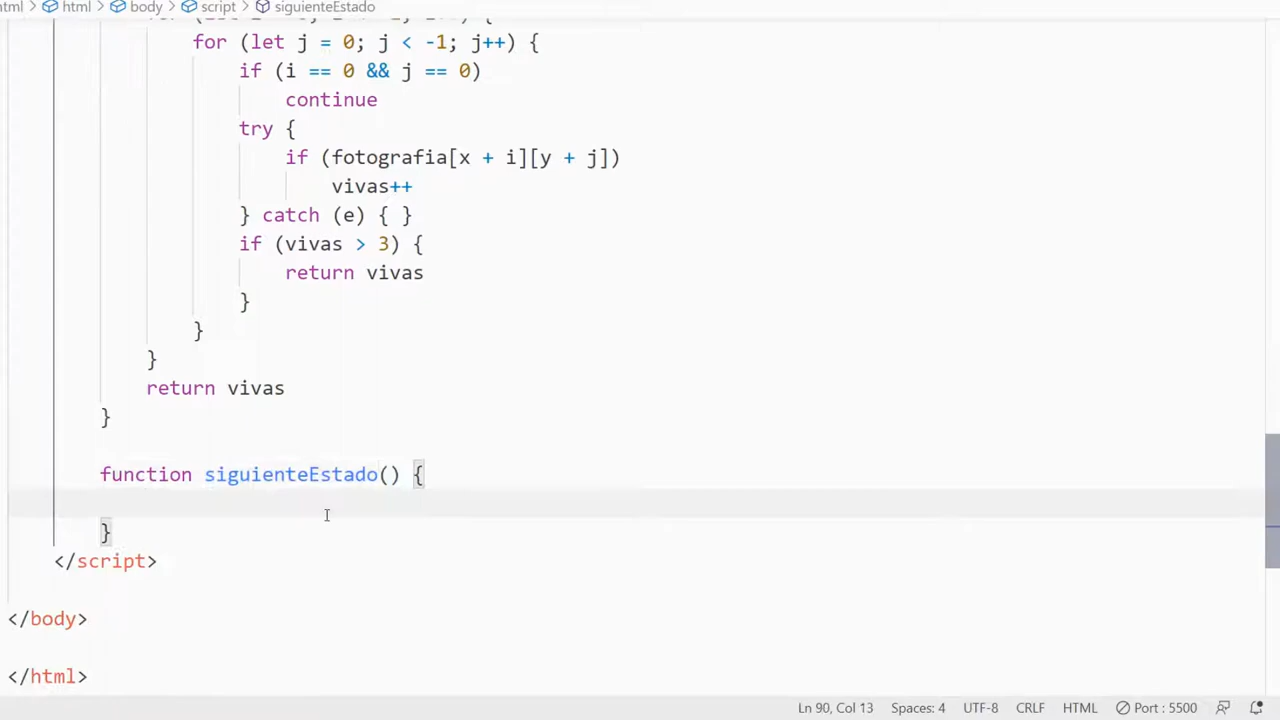 html > html > body > script > siguienteEstado
for (let j = 0; j < -1; j++) {
if (i == 0 && j == 0)
continue
try {
if (fotografia[x + i][y + j])
vivas++
} catch (e) { }
if (vivas > 3) {
return vivas
}
}
}
return vivas
}
function siguienteEstado() {
}
</script>
</body>
</html>
Ln 90, Col 13 Spaces: 4 UTF-8 CRLF HTML Port : 5500